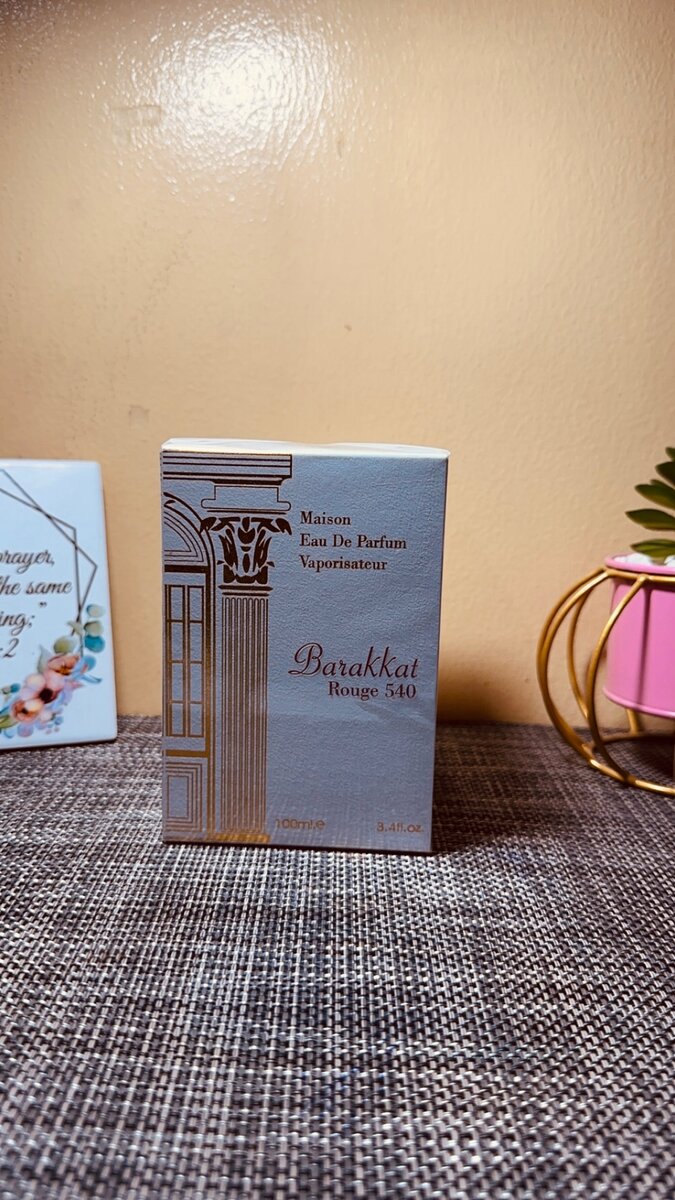 prayer,
the same
ing;"
:2
Maison
Eau De Parfum
Vaporisateur
Barakkat
Rouge 540
100ml.e 3.4fl.oz.